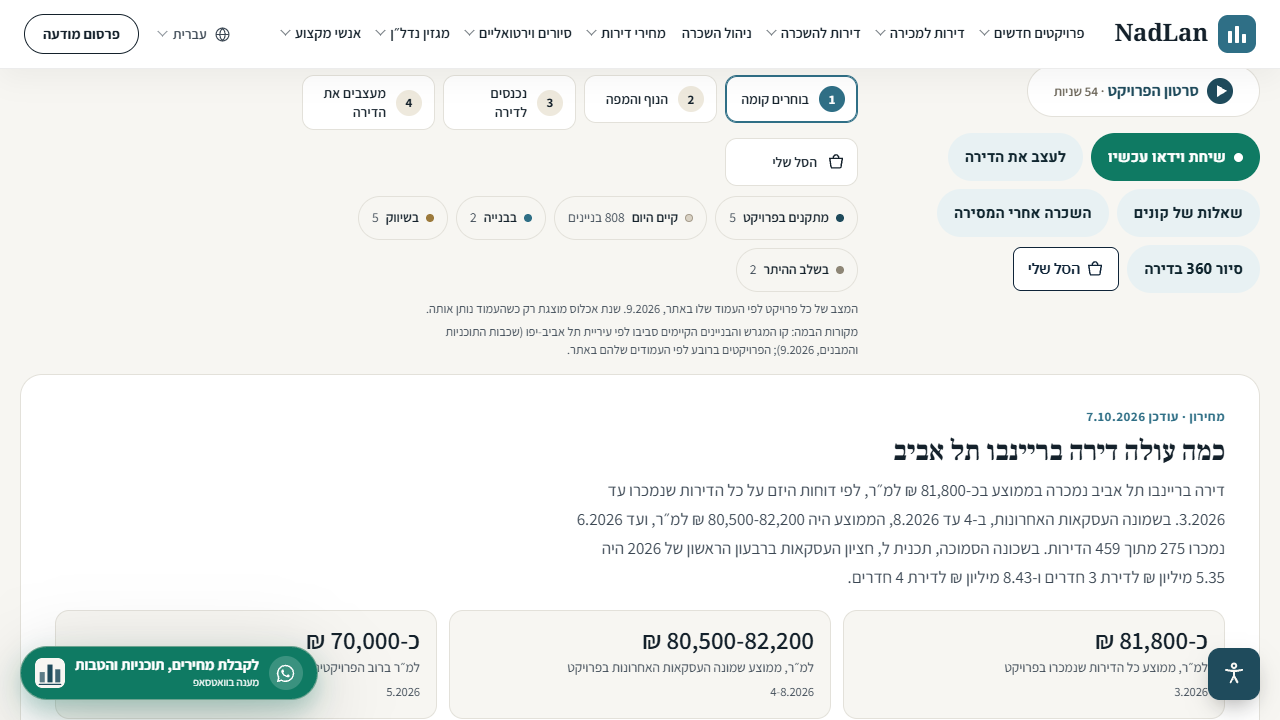 NadLan
פרויקטים חדשים
דירות למכירה
דירות להשכרה
ניהול השכרה
מחירי דירות
סיורים וירטואליים
מגזין נדל״ן
אנשי מקצוע
עברית
פרסום מודעה
סרטון הפרויקט · 54 שניות
שיחת וידאו עכשיו
לעצב את הדירה
שאלות של קונים
השכרה אחרי המסירה
סיור 360 בדירה
הסל שלי
1 בוחרים קומה
2 הנוף והמפה
3 נכנסים לדירה
4 מעצבים את הדירה
הסל שלי
מתקנים בפרויקט 5
קיים היום 808 בניינים
בבנייה 2
בשיווק 5
בשלב ההיתר 2
המצב של כל פרויקט לפי העמוד שלו באתר, 9.2026. שנת אכלוס מוצגת רק כשהעמוד נותן אותה.
מקורות הבמה: קו המגרש והבניינים הקיימים סביבו לפי עיריית תל אביב-יפו (שכבות התוכניות
והמבנים, 9.2026); הפרויקטים ברובע לפי העמודים שלהם באתר.
מחירון · עודכן 7.10.2026
כמה עולה דירה בריינבו תל אביב
דירה בריינבו תל אביב נמכרה בממוצע בכ-81,800 ₪ למ״ר, לפי דוחות היזם על כל הדירות שנמכרו עד
3.2026. בשמונה העסקאות האחרונות, ב-4 עד 8.2026, הממוצע היה 80,500-82,200 ₪ למ״ר, ועד 6.2026
נמכרו 275 מתוך 459 הדירות. בשכונה הסמוכה, תכנית ל, חציון העסקאות ברבעון הראשון של 2026 היה
5.35 מיליון ₪ לדירת 3 חדרים ו-8.43 מיליון ₪ לדירת 4 חדרים.
כ-81,800 ₪
למ״ר, ממוצע כל הדירות שנמכרו בפרויקט
3.2026
80,500-82,200 ₪
למ״ר, ממוצע שמונה העסקאות האחרונות בפרויקט
4-8.2026
כ-70,000 ₪
למ״ר ברוב הפרויקטים
5.2026
לקבלת מחירים, תוכניות והטבות
מענה בוואטסאפ